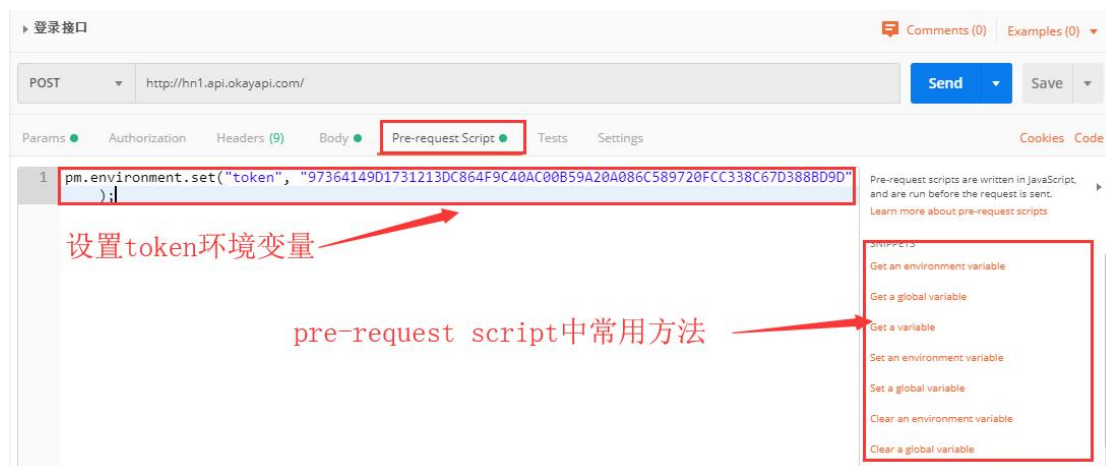 登录接口
Comments (0) Examples (0)
POST http://hn1.api.okayapi.com/ Send Save
Params Authorization Headers (9) Body Pre-request Script Tests Settings Cookies Code
1 pm.environment.set("token", "97364149D1731213DC864F9C40AC00B59A20A086C589720FCC338C67D388BD9D"
);
Pre-request scripts are written in JavaScript,
and are run before the request is sent.
Learn more about pre-request scripts
设置token环境变量
SNIPPETS
Get an environment variable
Get a global variable
pre-request script中常用方法
Get a variable
Set an environment variable
Set a global variable
Clear an environment variable
Clear a global variable